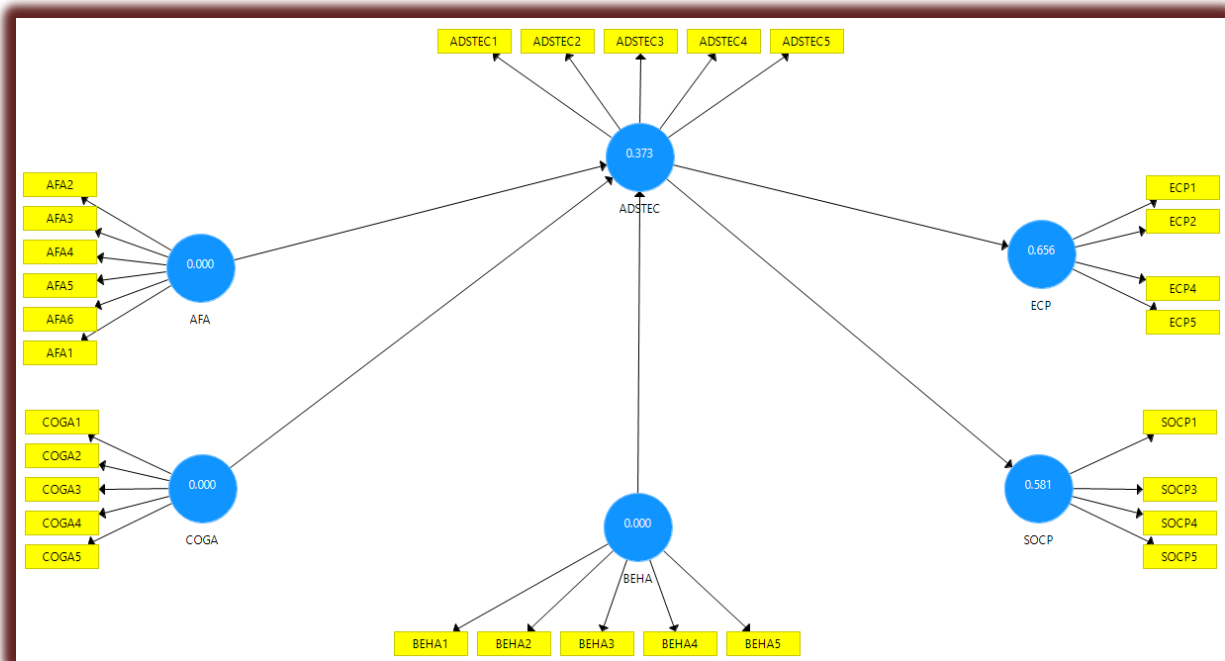 ADSTEC1 ADSTEC2 ADSTEC3 ADSTEC4 ADSTEC5
0.373
ADSTEC
AFA2
AFA3
AFA4
AFA5
AFA6
AFA1
0.000
AFA
ECP1
ECP2
ECP4
ECP5
0.656
ECP
COGA1
COGA2
COGA3
COGA4
COGA5
0.000
COGA
0.000
BEHA
BEHA1 BEHA2 BEHA3 BEHA4 BEHA5
SOCP1
SOCP3
SOCP4
SOCP5
0.581
SOCP